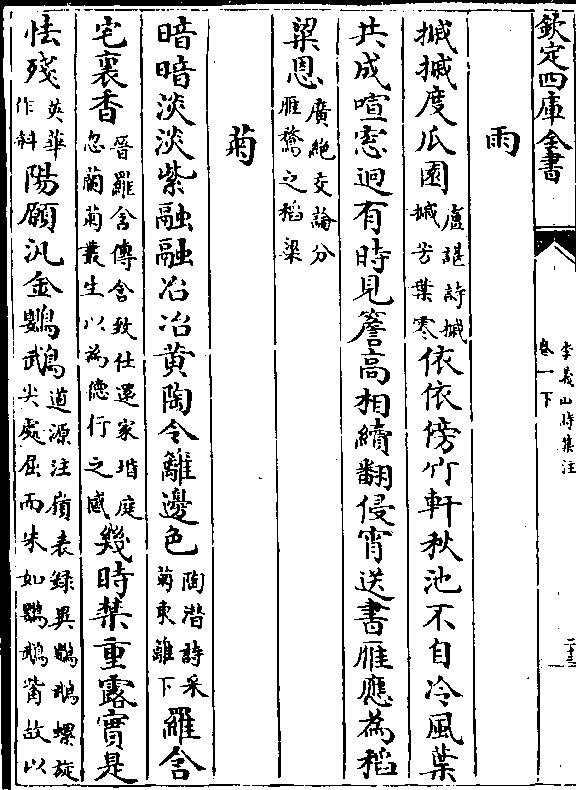 欽定四庫全書
李義山詩集注
卷一下
二十三
雨
摵摵度瓜園盧諶詩摵摵芳葉零依依傍竹軒秋池不自冷風葉
共成喧窓迥有時見簷高相續翻侵宵送書雁應為稻
粱恩廣絶交論分雁鶩之稻粱
菊
暗暗淡淡紫融融冶冶黄陶令籬邊色陶潛詩采菊東籬下羅含
宅裏香晉羅含傳含致仕還家堦庭忽蘭菊叢生以為德行之感幾時禁重露實是
怯殘英華作斜陽願汎金鸚鵡道源注嶺表録異鸚鵡螺旋尖處屈而朱如鸚鵡觜故以